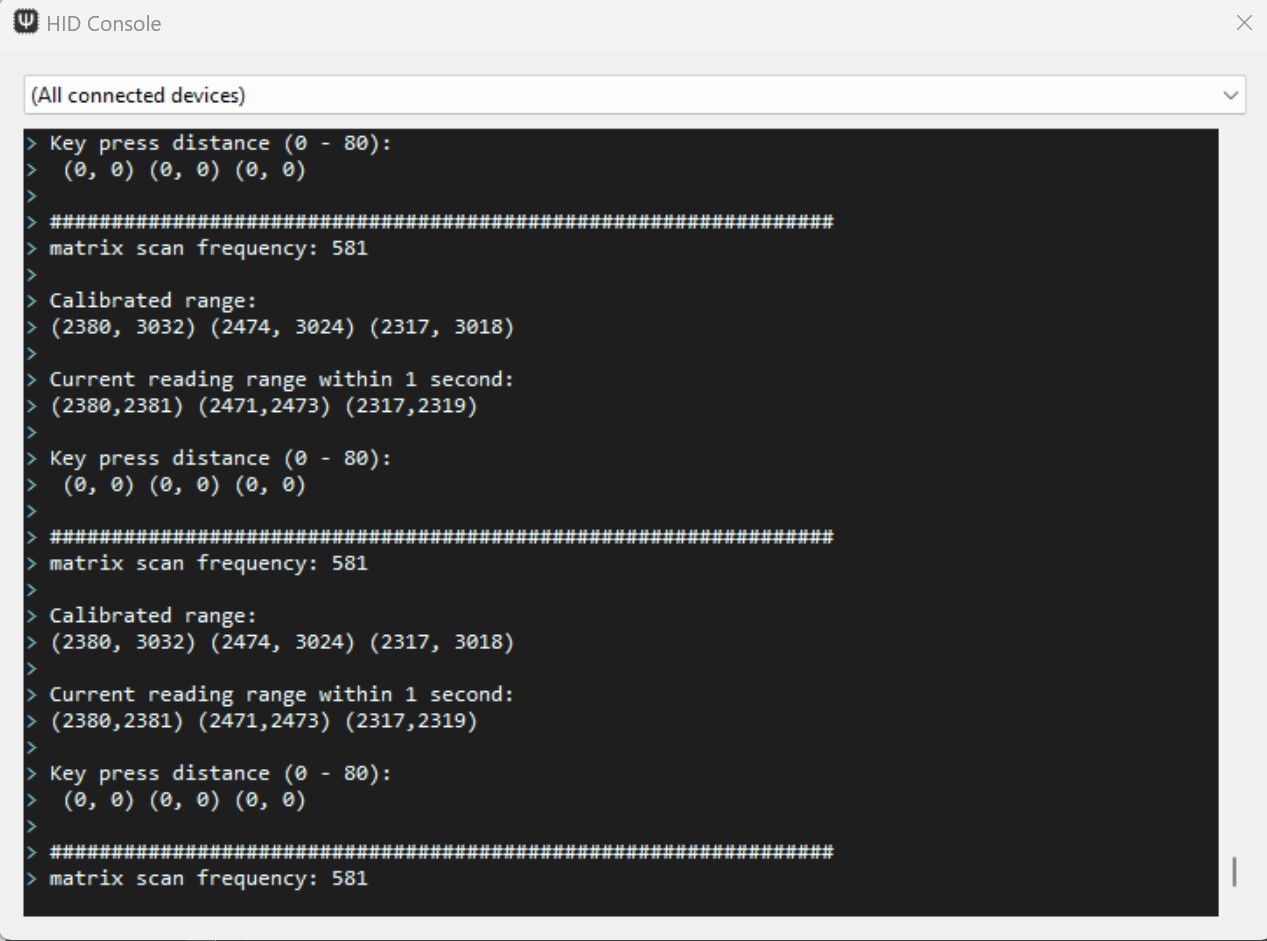 HID Console
(All connected devices)
> Key press distance (0 - 80):
>  (0, 0) (0, 0) (0, 0)
>
> ################################################################
> matrix scan frequency: 581
>
> Calibrated range:
> (2380, 3032) (2474, 3024) (2317, 3018)
>
> Current reading range within 1 second:
> (2380,2381) (2471,2473) (2317,2319)
>
> Key press distance (0 - 80):
>  (0, 0) (0, 0) (0, 0)
>
> ################################################################
> matrix scan frequency: 581
>
> Calibrated range:
> (2380, 3032) (2474, 3024) (2317, 3018)
>
> Current reading range within 1 second:
> (2380,2381) (2471,2473) (2317,2319)
>
> Key press distance (0 - 80):
>  (0, 0) (0, 0) (0, 0)
>
> ################################################################
> matrix scan frequency: 581